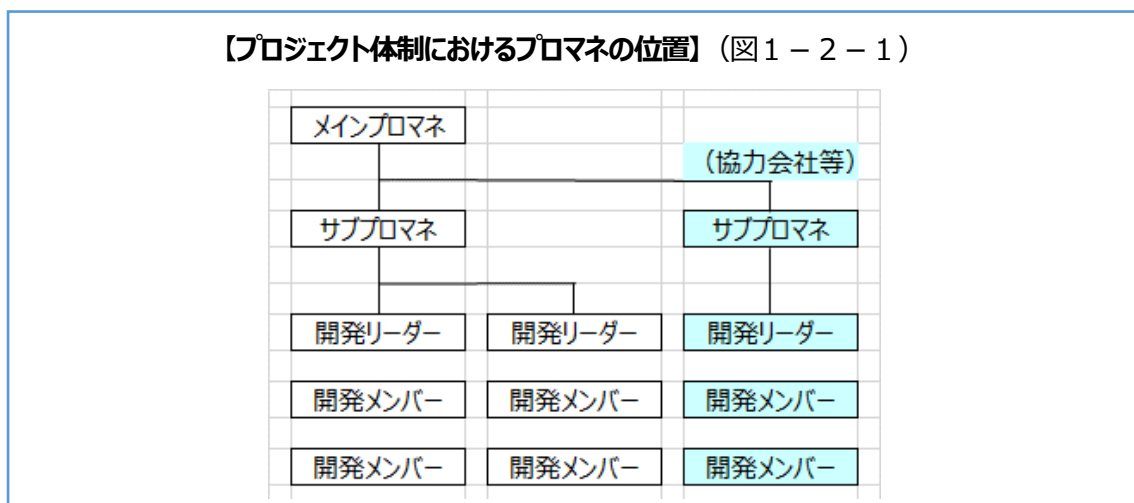 【プロジェクト体制におけるプロマネの位置】（図１－２－１）
メインプロマネ
（協力会社等）
サブプロマネ サブプロマネ
開発リーダー 開発リーダー 開発リーダー
開発メンバー 開発メンバー 開発メンバー
開発メンバー 開発メンバー 開発メンバー